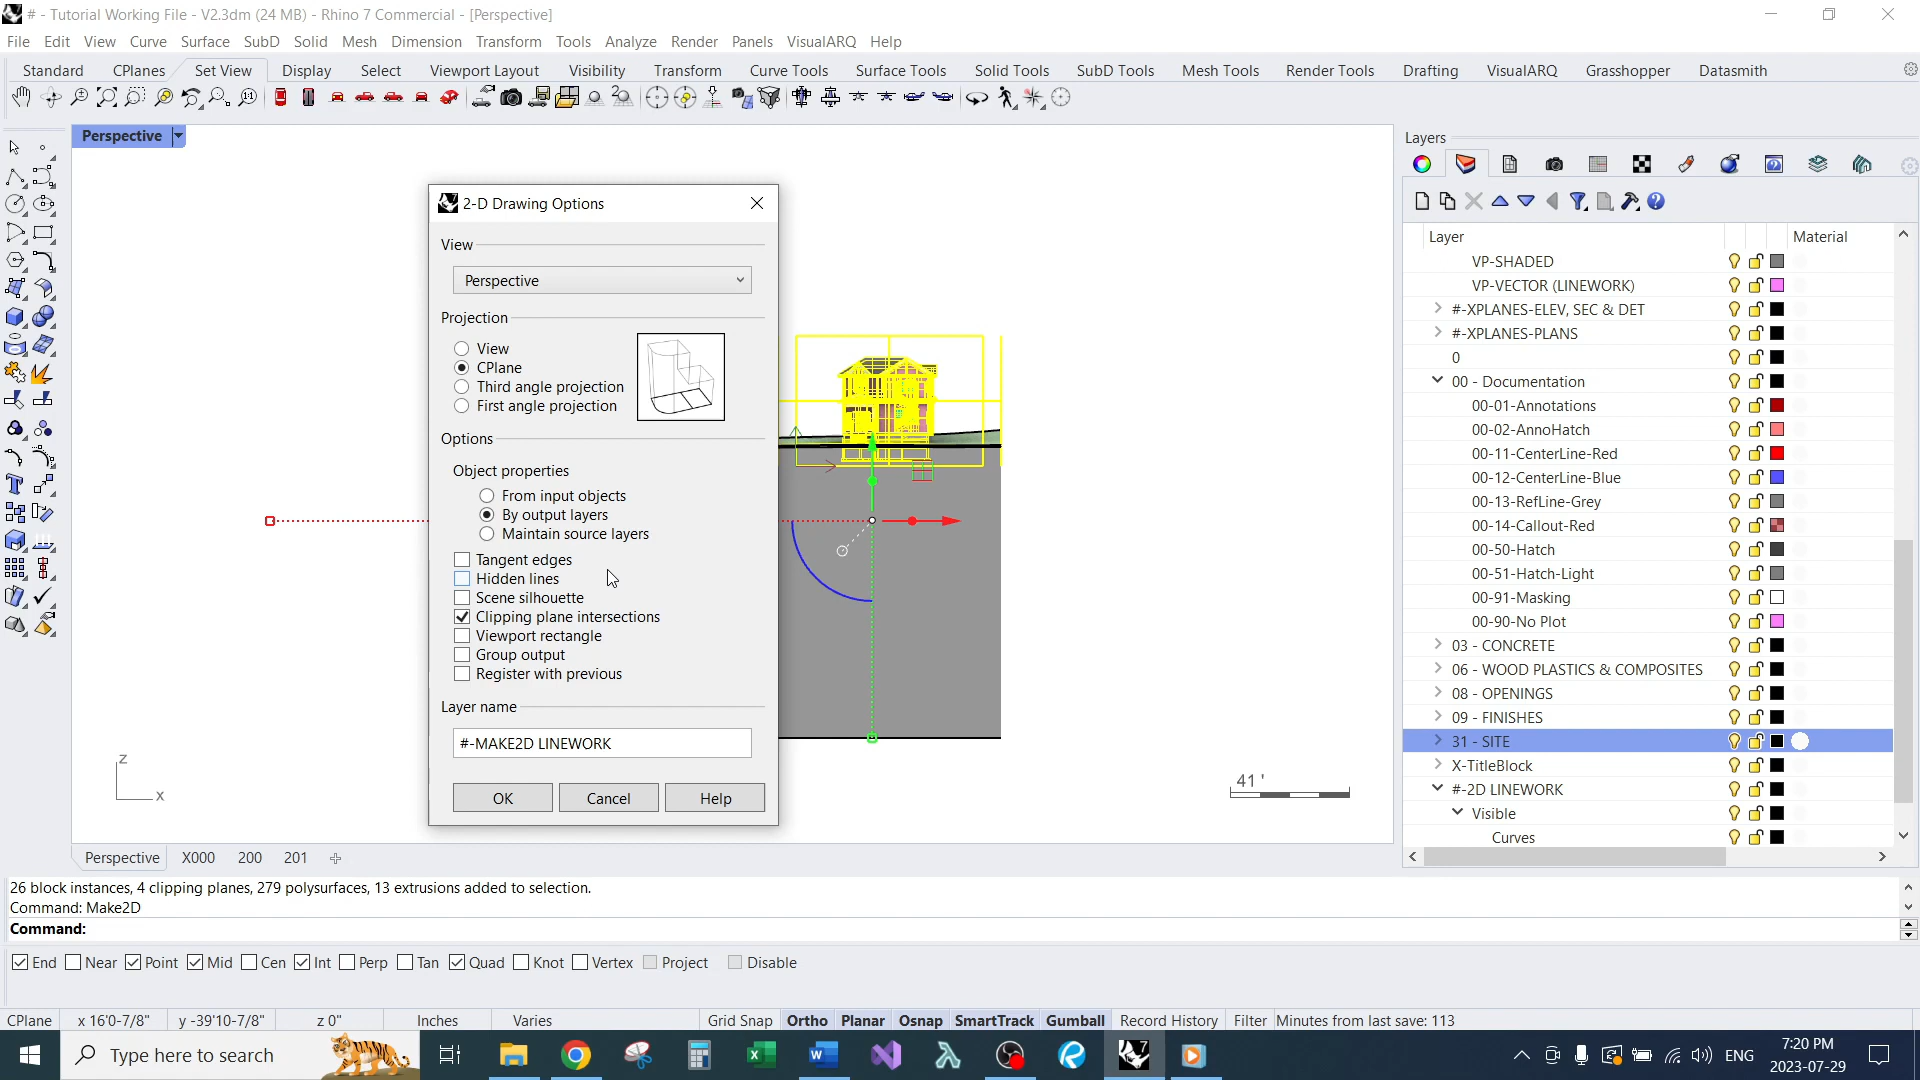 # - Tutorial Working File - V2.3dm (24 MB) - Rhino 7 Commercial - [Perspective]
File Edit View Curve Surface SubD Solid Mesh Dimension Transform Tools Analyze Render Panels VisualARQ Help
Standard CPlanes Set View Display Select Viewport Layout Visibility Transform Curve Tools Surface Tools Solid Tools SubD Tools Mesh Tools Render Tools Drafting VisualARQ Grasshopper Datasmith
Perspective
2-D Drawing Options
View
Perspective
Projection
View
CPlane
Third angle projection
First angle projection
Options
Object properties
From input objects
By output layers
Maintain source layers
Tangent edges
Hidden lines
Scene silhouette
Clipping plane intersections
Viewport rectangle
Group output
Register with previous
Layer name
#-MAKE2D LINEWORK
OK Cancel Help
z
x
41 '
Layers
Layer Material
VP-SHADED
VP-VECTOR (LINEWORK)
#-XPLANES-ELEV, SEC & DET
#-XPLANES-PLANS
0
00 - Documentation
00-01-Annotations
00-02-AnnoHatch
00-11-CenterLine-Red
00-12-CenterLine-Blue
00-13-RefLine-Grey
00-14-Callout-Red
00-50-Hatch
00-51-Hatch-Light
00-91-Masking
00-90-No Plot
03 - CONCRETE
06 - WOOD PLASTICS & COMPOSITES
08 - OPENINGS
09 - FINISHES
31 - SITE
X-TitleBlock
#-2D LINEWORK
Visible
Curves
Perspective X000 200 201
26 block instances, 4 clipping planes, 279 polysurfaces, 13 extrusions added to selection.
Command: Make2D
Command:
End Near Point Mid Cen Int Perp Tan Quad Knot Vertex Project Disable
CPlane x 16'0-7/8" y -39'10-7/8" z 0" Inches Varies Grid Snap Ortho Planar Osnap SmartTrack Gumball Record History Filter Minutes from last save: 113
Type here to search
ENG
7:20 PM
2023-07-29